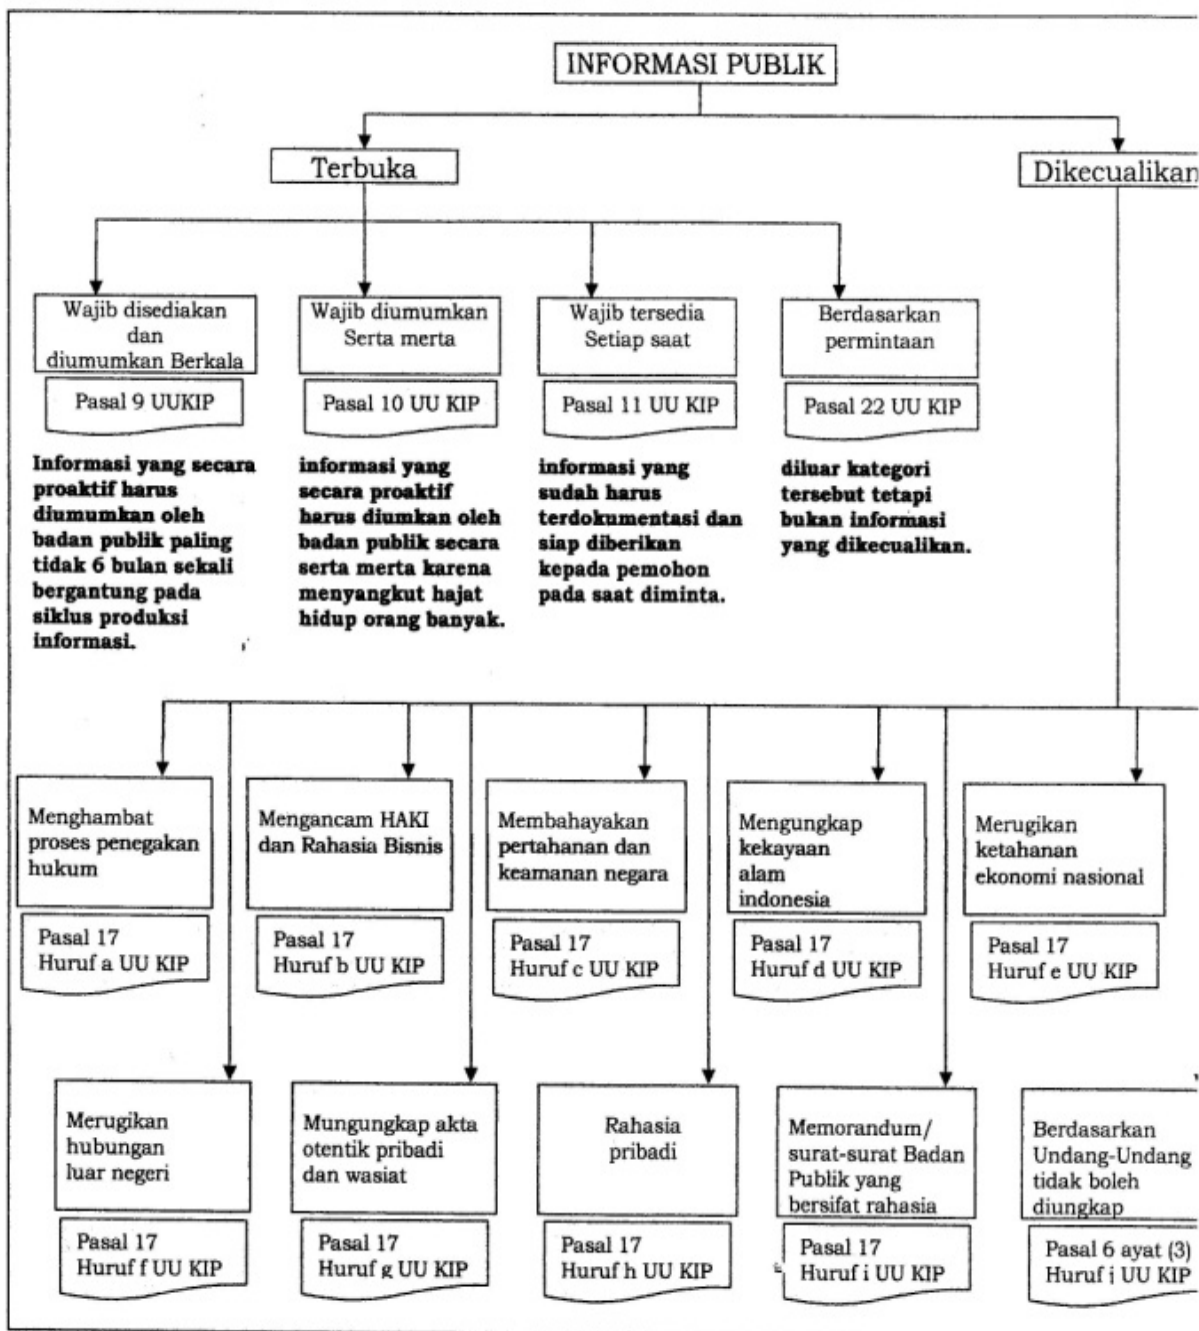 INFORMASI PUBLIK
Terbuka
Dikecualikan
Wajib disediakan
dan
diumumkan Berkala
Pasal 9 UUKIP
Informasi yang secara
proaktif harus
diumumkan oleh
badan publik paling
tidak 6 bulan sekali
bergantung pada
siklus produksi
informasi.
Wajib diumumkan
Serta merta
Pasal 10 UU KIP
informasi yang
secara proaktif
harus diumkan oleh
badan publik secara
serta merta karena
menyangkut hajat
hidup orang banyak.
Wajib tersedia
Setiap saat
Pasal 11 UU KIP
informasi yang
sudah harus
terdokumentasi dan
siap diberikan
kepada pemohon
pada saat diminta.
Berdasarkan
permintaan
Pasal 22 UU KIP
diluar kategori
tersebut tetapi
bukan informasi
yang dikecualikan.
Menghambat
proses penegakan
hukum
Pasal 17
Huruf a UU KIP
Mengancam HAKI
dan Rahasia Bisnis
Pasal 17
Huruf b UU KIP
Membahayakan
pertahanan dan
keamanan negara
Pasal 17
Huruf c UU KIP
Mengungkap
kekayaan
alam
indonesia
Pasal 17
Huruf d UU KIP
Merugikan
ketahanan
ekonomi nasional
Pasal 17
Huruf e UU KIP
Merugikan
hubungan
luar negeri
Pasal 17
Huruf f UU KIP
Mungungkap akta
otentik pribadi
dan wasiat
Pasal 17
Huruf g UU KIP
Rahasia
pribadi
Pasal 17
Huruf h UU KIP
Memorandum/
surat-surat Badan
Publik yang
bersifat rahasia
Pasal 17
Huruf i UU KIP
Berdasarkan
Undang-Undang
tidak boleh
diungkap
Pasal 6 ayat (3)
Huruf j UU KIP